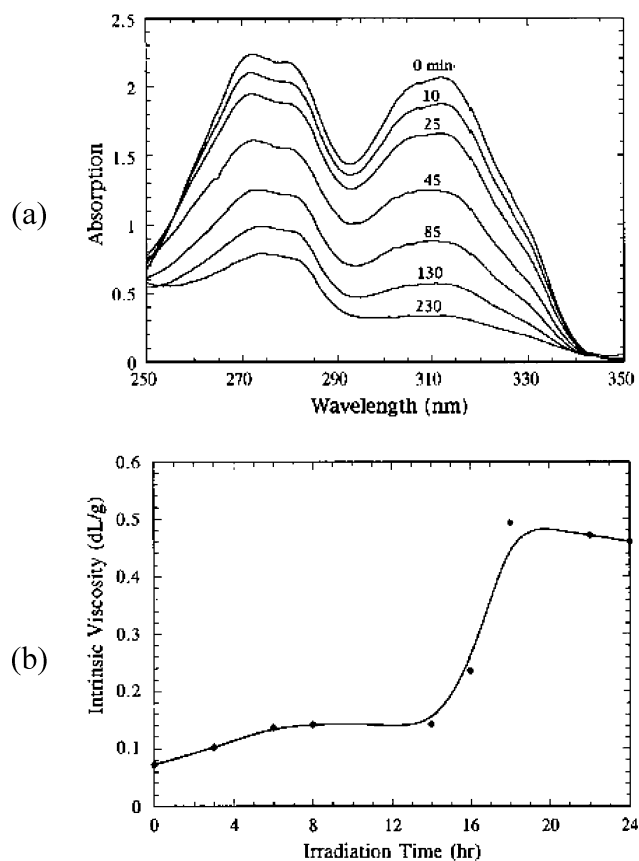 (a)
Absorption
2.5
2
1.5
1
0.5
0
0 min
10
25
45
85
130
230
250 270 290 310 330 350
Wavelength (nm)
(b)
Intrinsic Viscosity (dL/g)
0.6
0.5
0.4
0.3
0.2
0.1
0
0 4 8 12 16 20 24
Irradiation Time (hr)